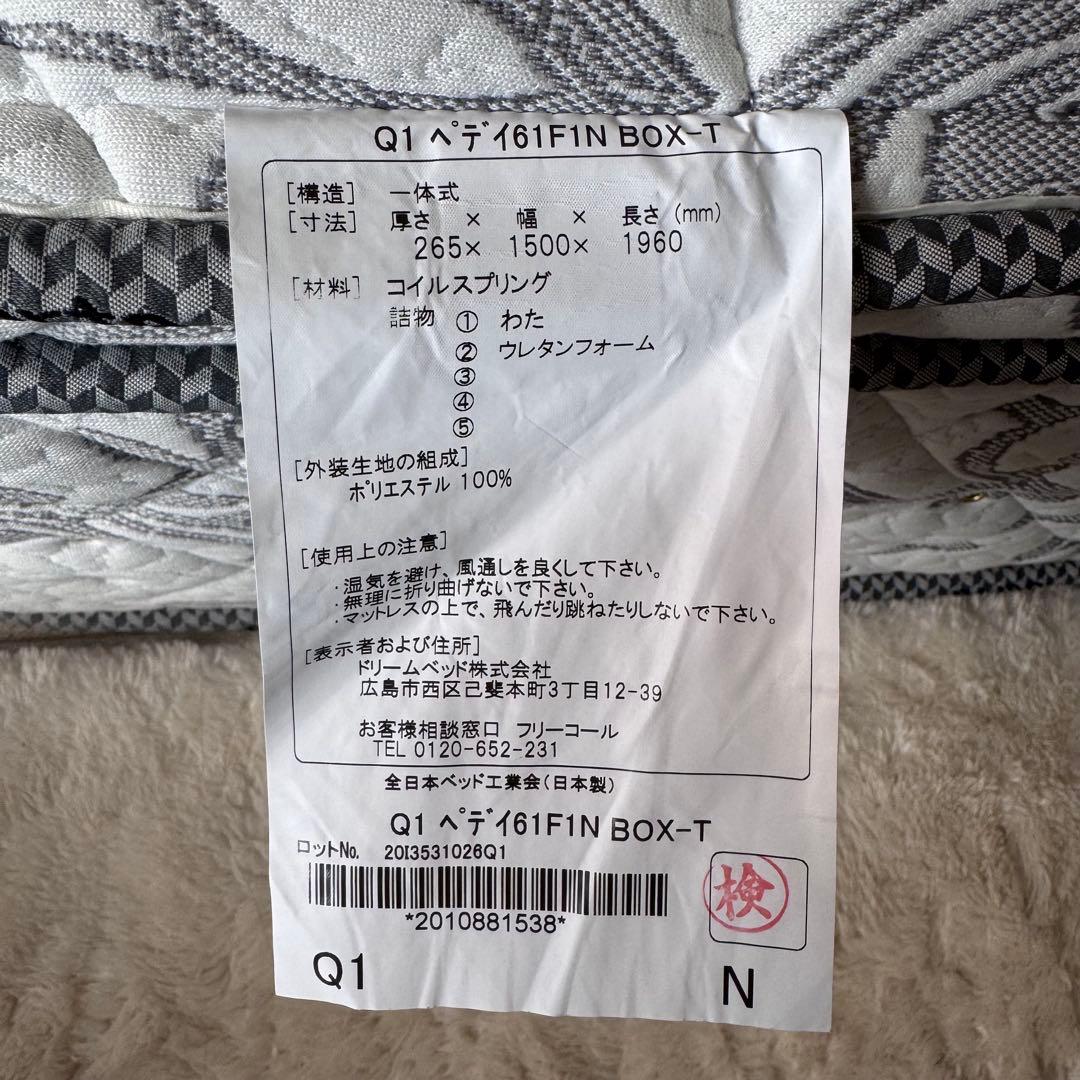 Q1 ペデイ61F1N BOX-T
[構造] 一体式
[寸法] 厚さ × 幅 × 長さ (mm)
265× 1500× 1960
[材料] コイルスプリング
詰物 ① わた
② ウレタンフォーム
③
④
⑤
[外装生地の組成]
ポリエステル 100%
[使用上の注意]
・湿気を避け、風通しを良くして下さい。
・無理に折り曲げないで下さい。
・マットレスの上で、飛んだり跳ねたりしないで下さい。
[表示者および住所]
ドリームベッド株式会社
広島市西区己斐本町3丁目12-39
お客様相談窓口 フリーコール
TEL 0120-652-231
全日本ベッド工業会(日本製)
Q1 ペデイ61F1N BOX-T
ロットNo. 20I3531026Q1
*2010881538*
検
Q1 N